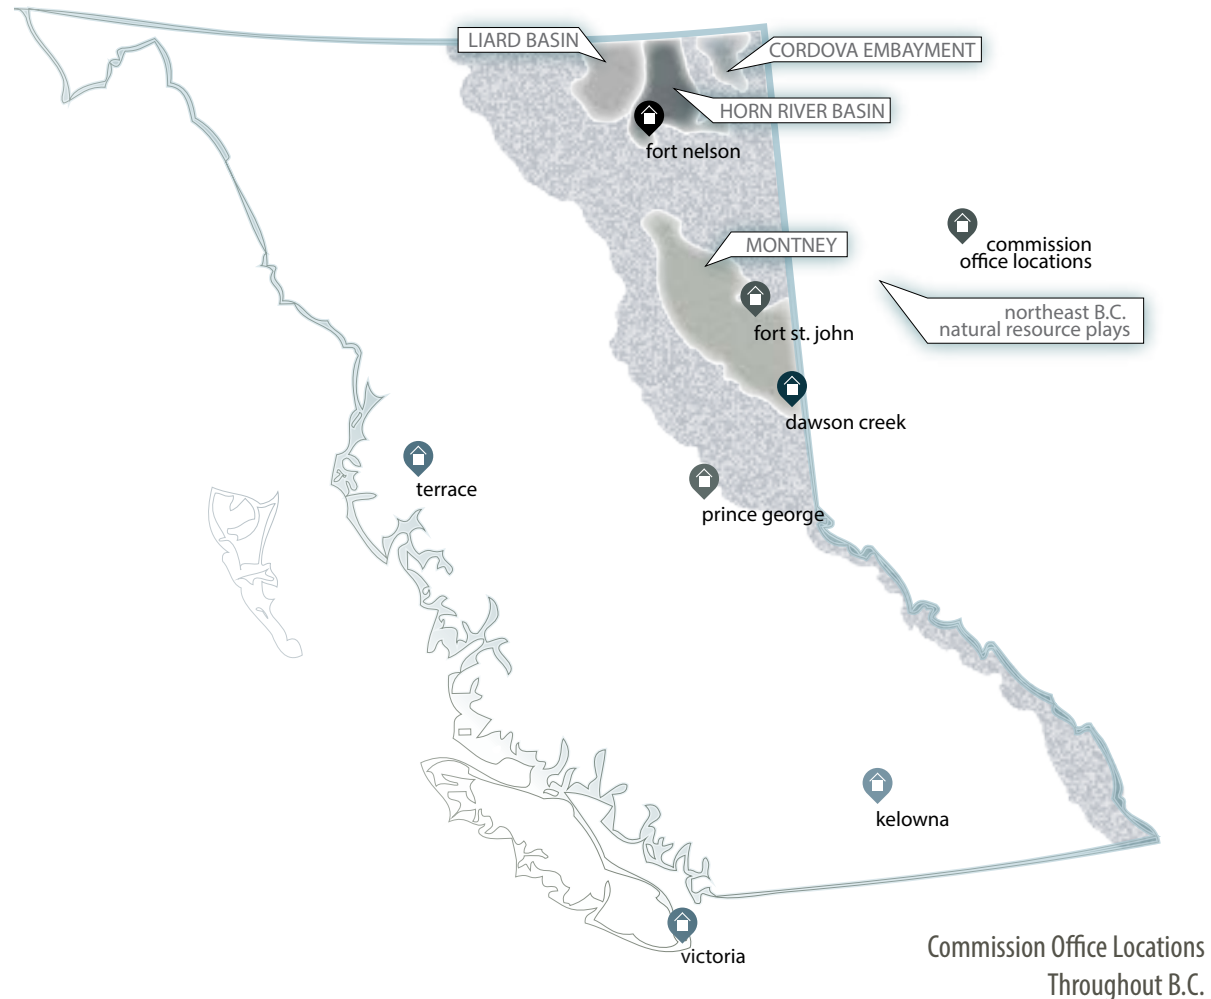 LIARD BASIN
CORDOVA EMBAYMENT
HORN RIVER BASIN
fort nelson
MONTNEY
commission
office locations
northeast B.C.
natural resource plays
fort st. john
dawson creek
terrace
prince george
kelowna
victoria
Commission Office Locations
Throughout B.C.